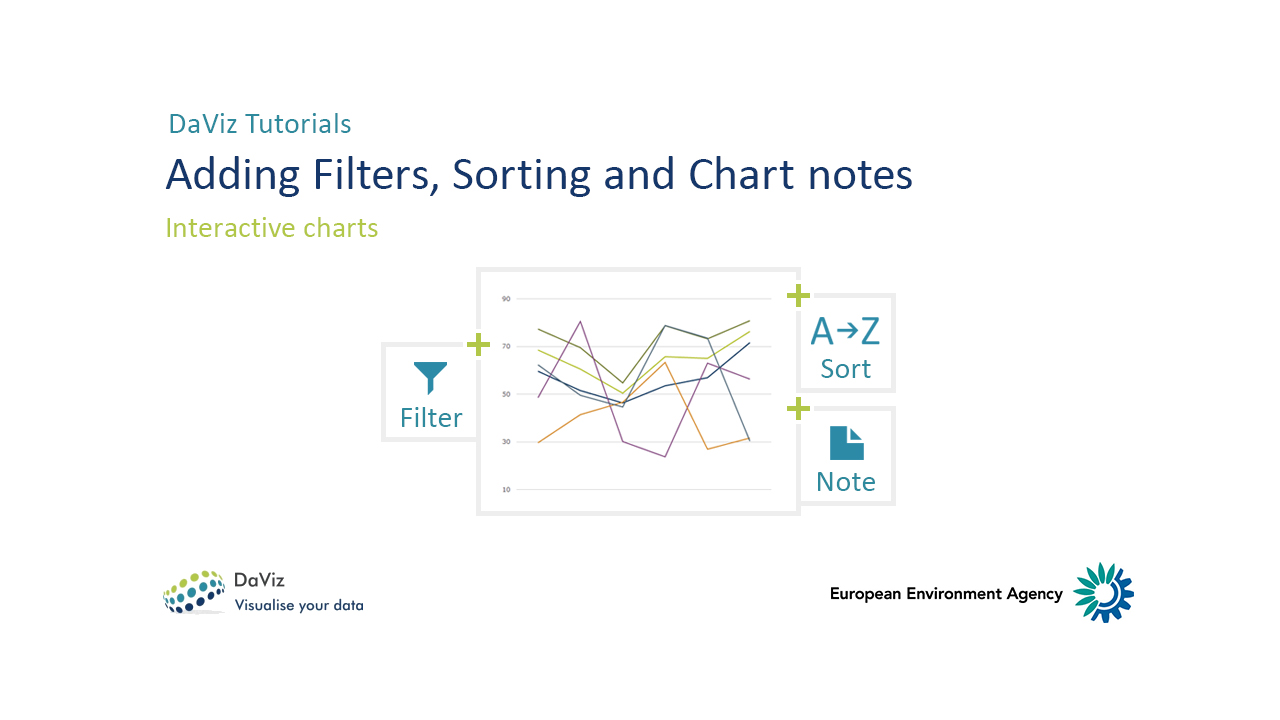 DaViz Tutorials
Adding Filters, Sorting and Chart notes
Interactive charts
90
70
50
30
10
Filter
A→Z
Sort
Note
DaViz
Visualise your data
European Environment Agency